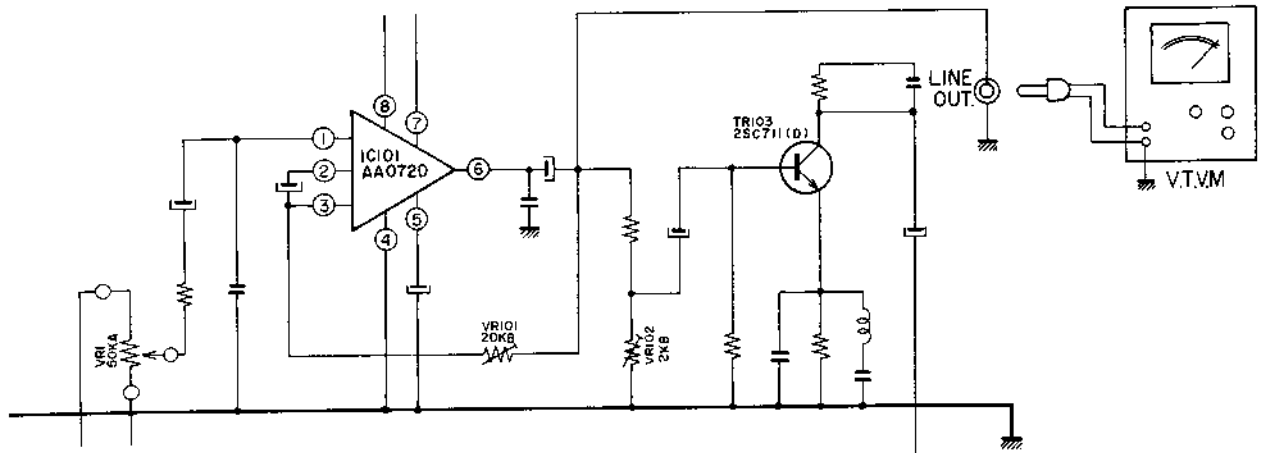 8
7
1
IC101
AA072D
2
3
6
5
4
TR103
2SC711(D)
LINE
OUT.
V.T.V.M
VR1
50KA
VR101
20KB
VR102
2KB